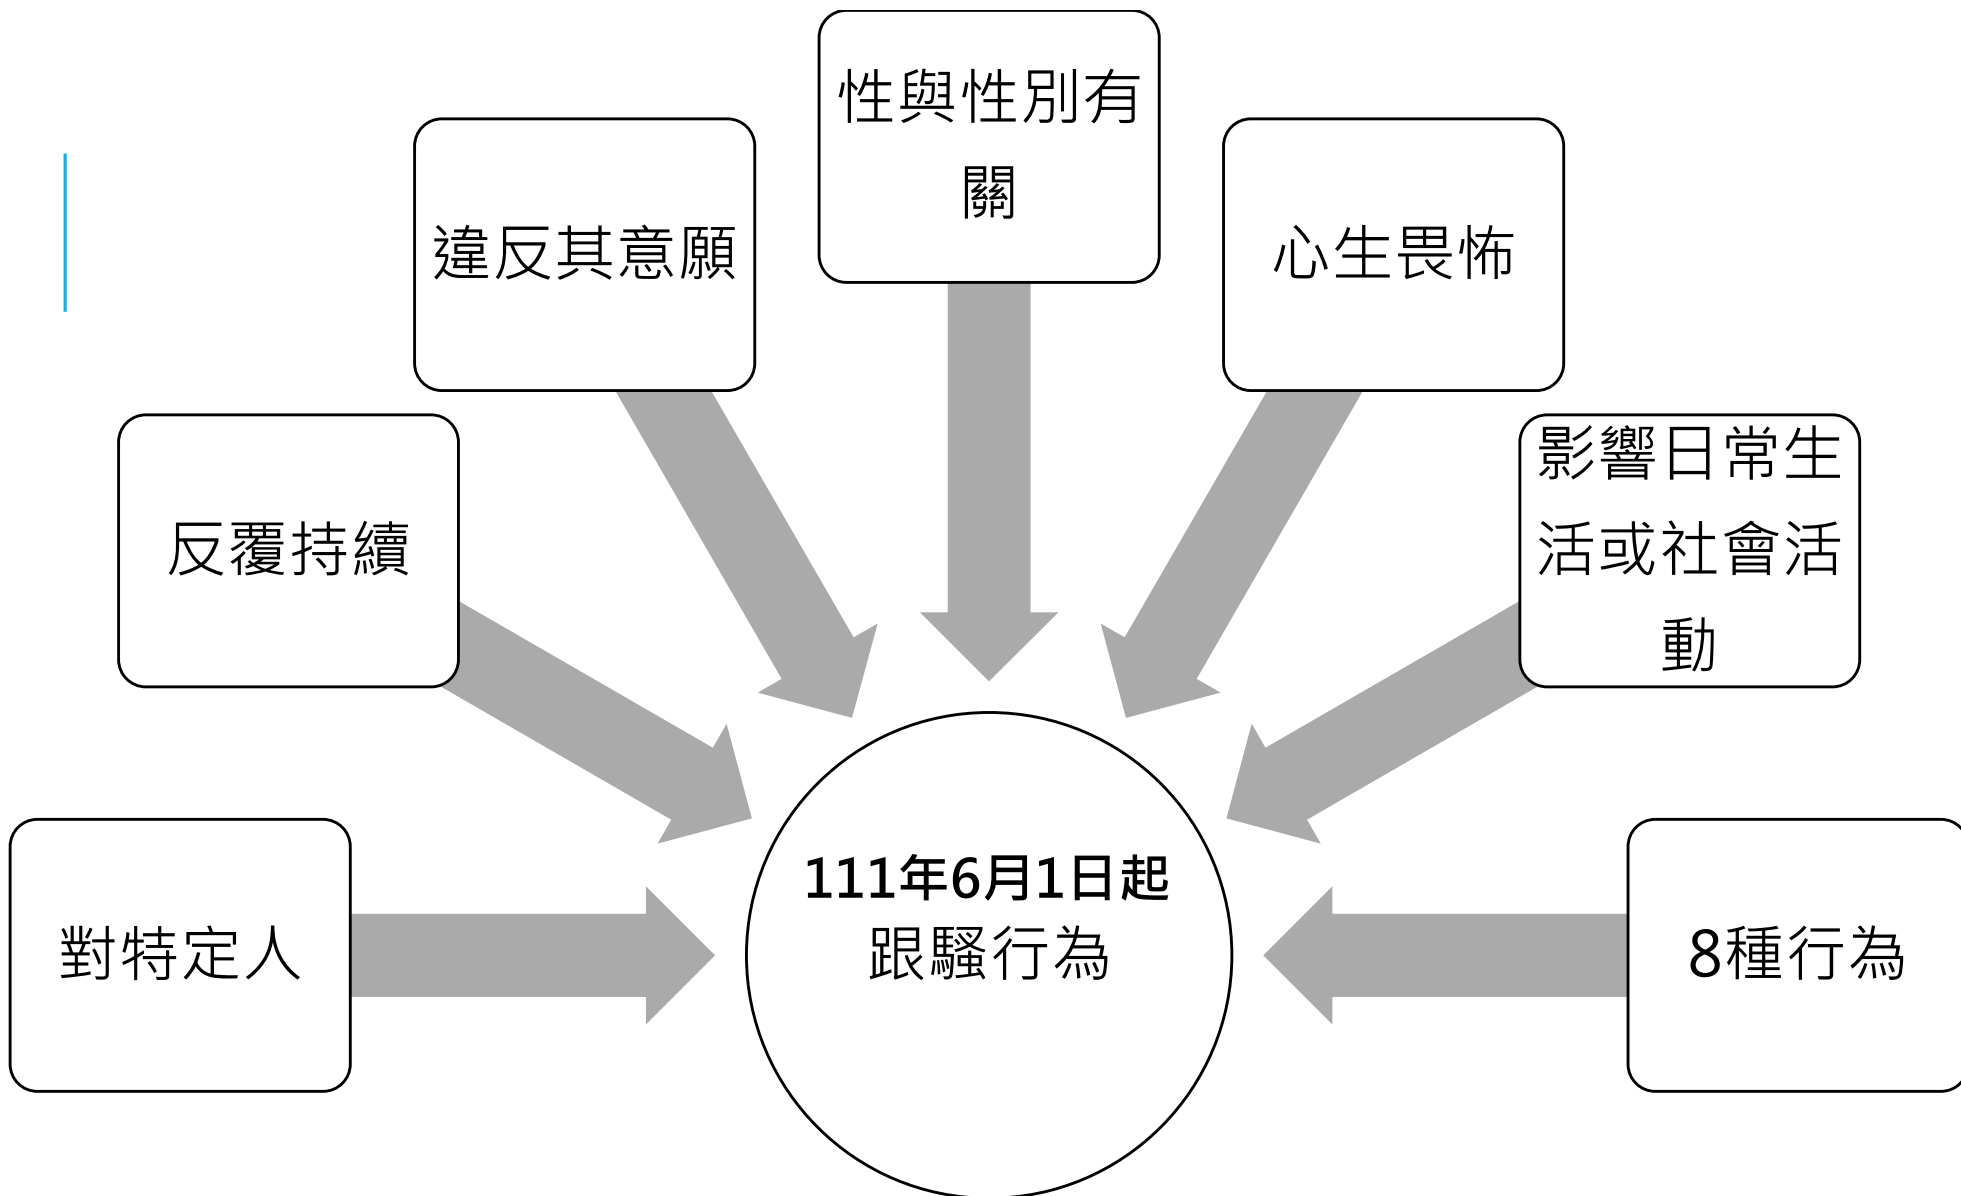 對特定人
反覆持續
違反其意願
性與性別有
關
心生畏怖
影響日常生
活或社會活
動
8種行為
111年6月1日起
跟騷行為